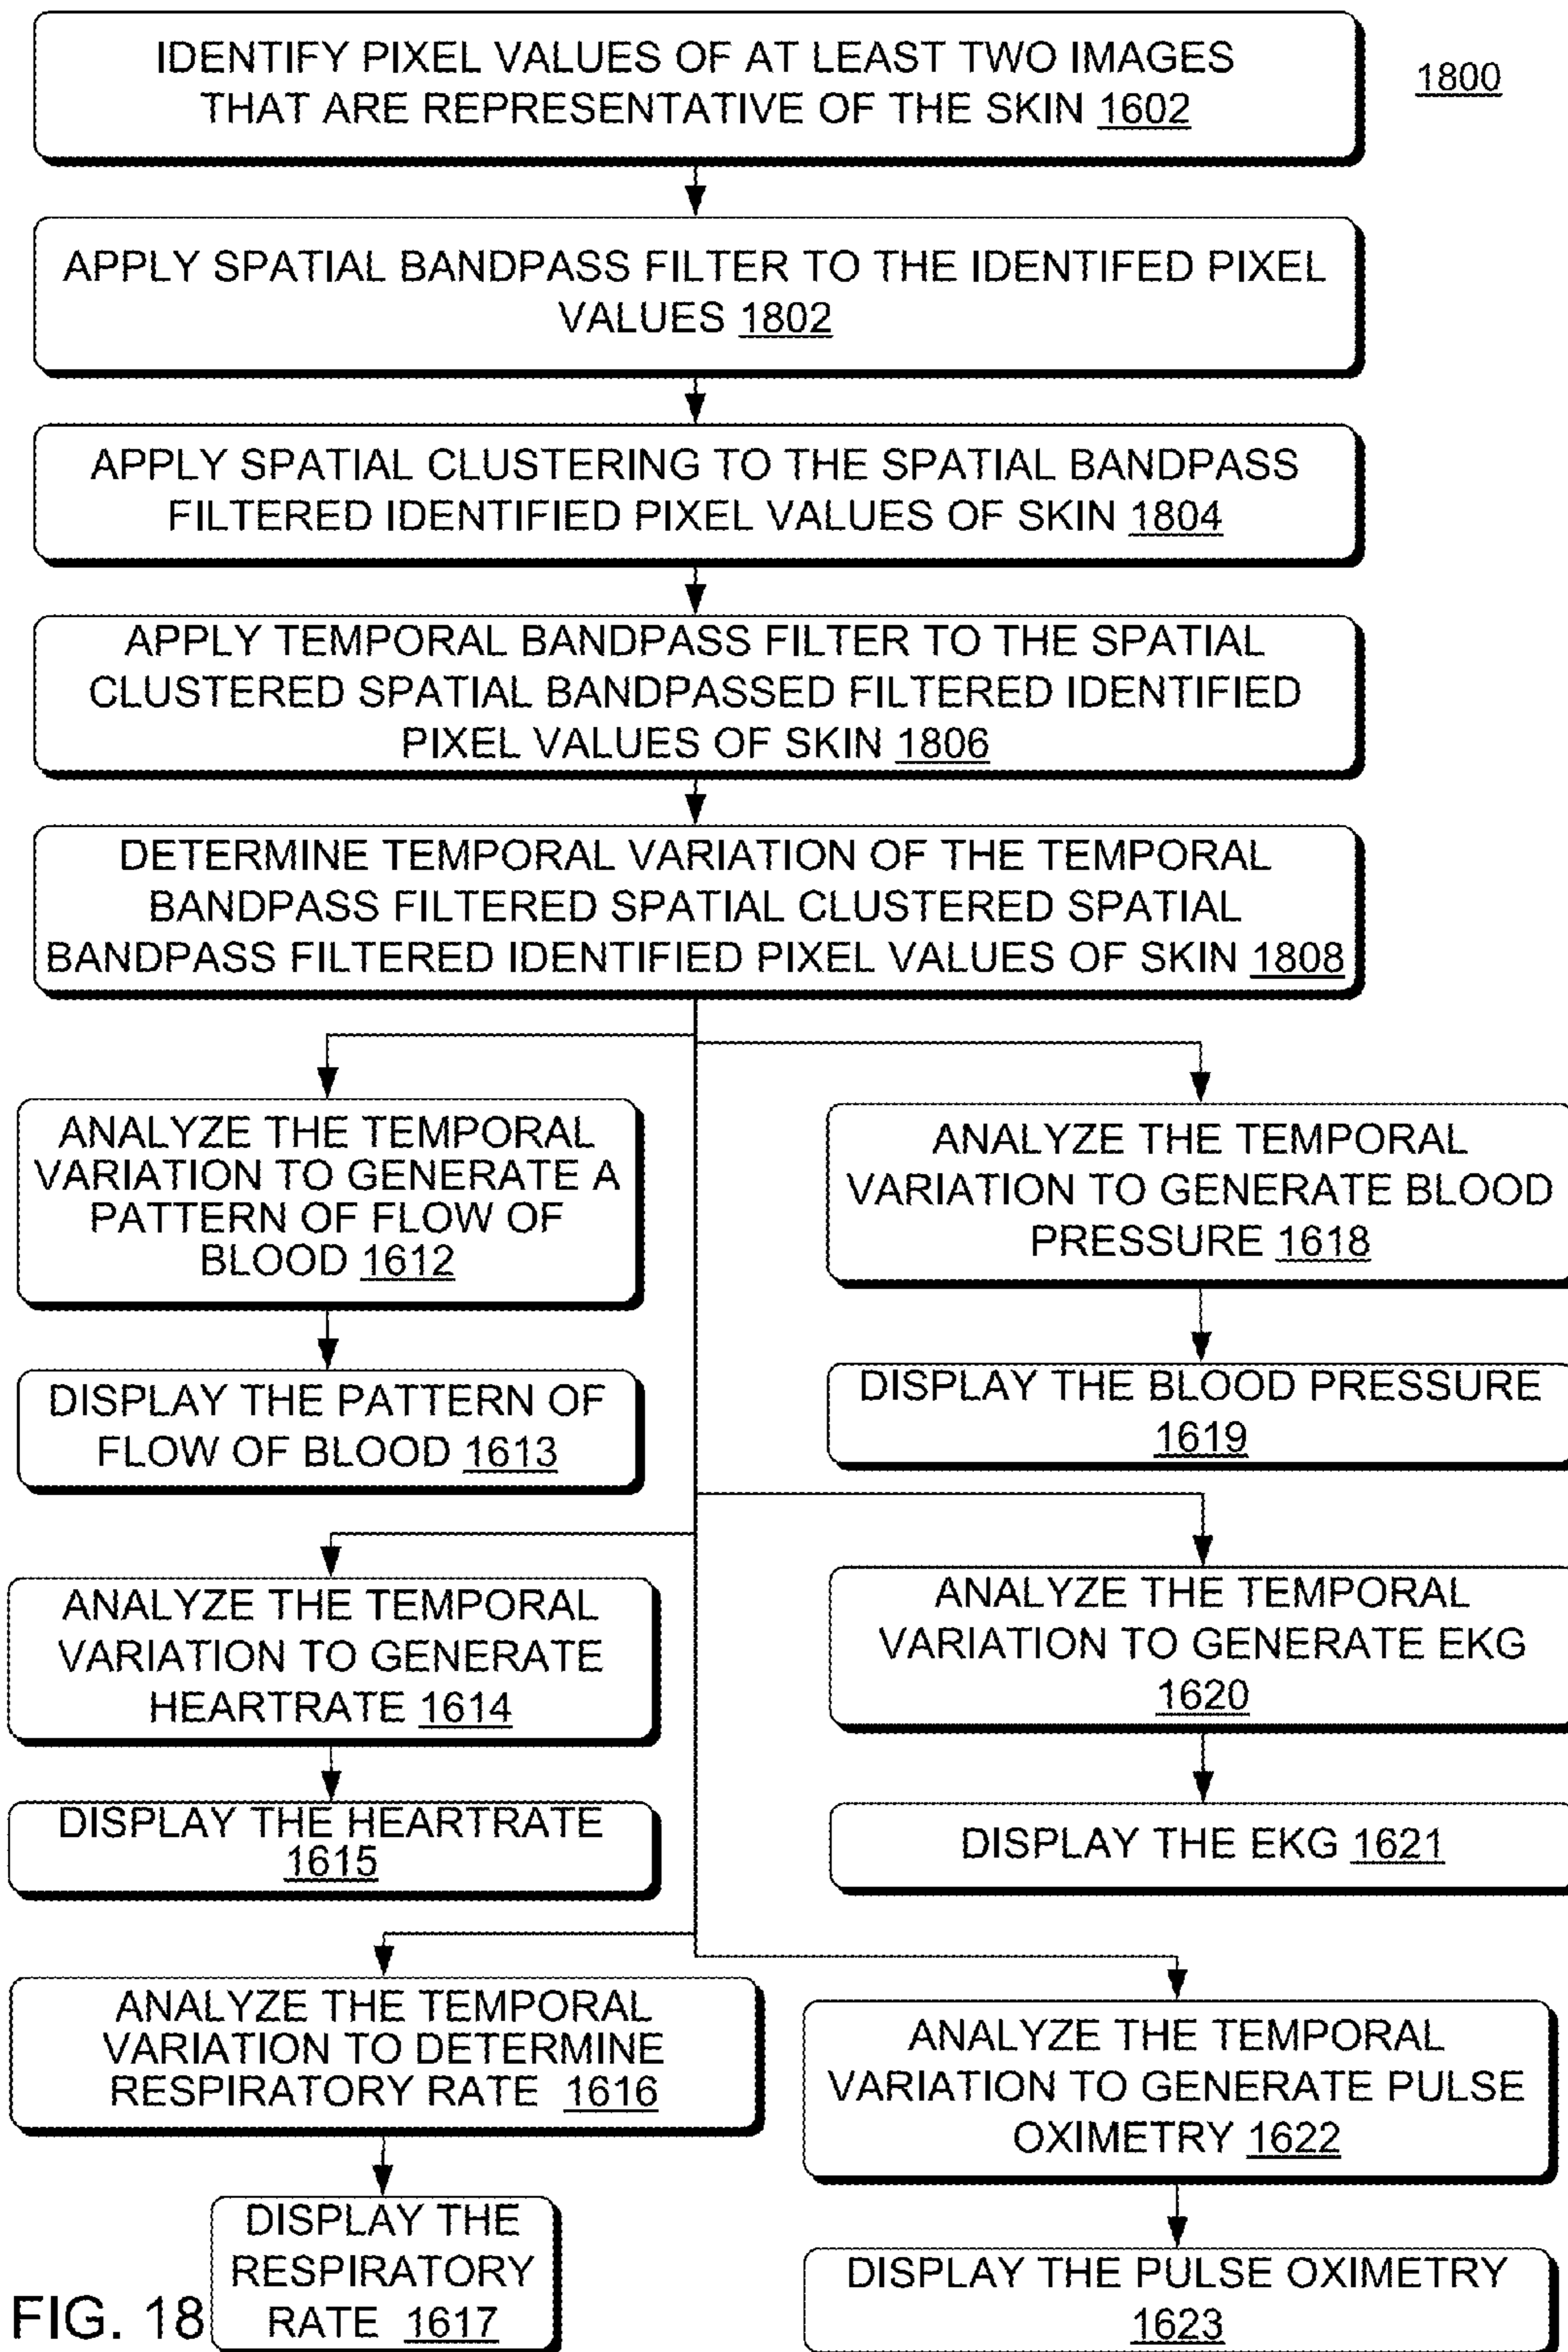 IDENTIFY PIXEL VALUES OF AT LEAST TWO IMAGES
THAT ARE REPRESENTATIVE OF THE SKIN 1602
1800
APPLY SPATIAL BANDPASS FILTER TO THE IDENTIFED PIXEL
VALUES 1802
APPLY SPATIAL CLUSTERING TO THE SPATIAL BANDPASS
FILTERED IDENTIFIED PIXEL VALUES OF SKIN 1804
APPLY TEMPORAL BANDPASS FILTER TO THE SPATIAL
CLUSTERED SPATIAL BANDPASSED FILTERED IDENTIFIED
PIXEL VALUES OF SKIN 1806
DETERMINE TEMPORAL VARIATION OF THE TEMPORAL
BANDPASS FILTERED SPATIAL CLUSTERED SPATIAL
BANDPASS FILTERED IDENTIFIED PIXEL VALUES OF SKIN 1808
ANALYZE THE TEMPORAL
VARIATION TO GENERATE A
PATTERN OF FLOW OF
BLOOD 1612
ANALYZE THE TEMPORAL
VARIATION TO GENERATE BLOOD
PRESSURE 1618
DISPLAY THE PATTERN OF
FLOW OF BLOOD 1613
DISPLAY THE BLOOD PRESSURE
1619
ANALYZE THE TEMPORAL
VARIATION TO GENERATE
HEARTRATE 1614
ANALYZE THE TEMPORAL
VARIATION TO GENERATE EKG
1620
DISPLAY THE HEARTRATE
1615
DISPLAY THE EKG 1621
ANALYZE THE TEMPORAL
VARIATION TO DETERMINE
RESPIRATORY RATE 1616
ANALYZE THE TEMPORAL
VARIATION TO GENERATE PULSE
OXIMETRY 1622
DISPLAY THE
RESPIRATORY
RATE 1617
DISPLAY THE PULSE OXIMETRY
1623
FIG. 18